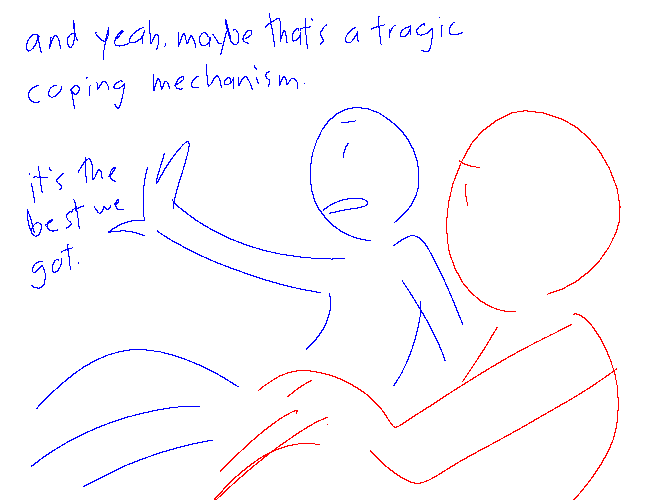 and yeah, maybe that's a tragic
coping mechanism.
it's the
best we
got.